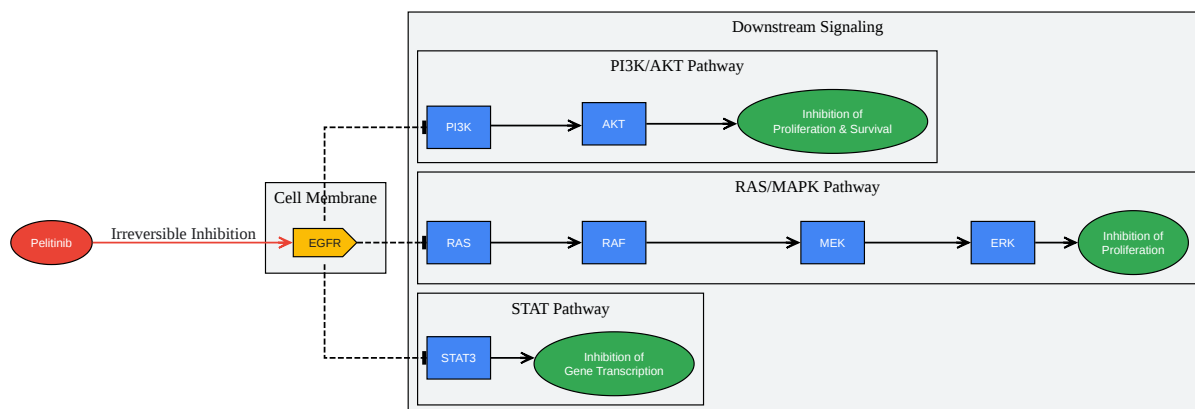 Downstream Signaling
PI3K/AKT Pathway
PI3K
AKT
Inhibition of
Proliferation & Survival
Cell Membrane
RAS/MAPK Pathway
Pelitinib
Irreversible Inhibition
EGFR
RAS
RAF
MEK
ERK
Inhibition of
Proliferation
STAT Pathway
STAT3
Inhibition of
Gene Transcription